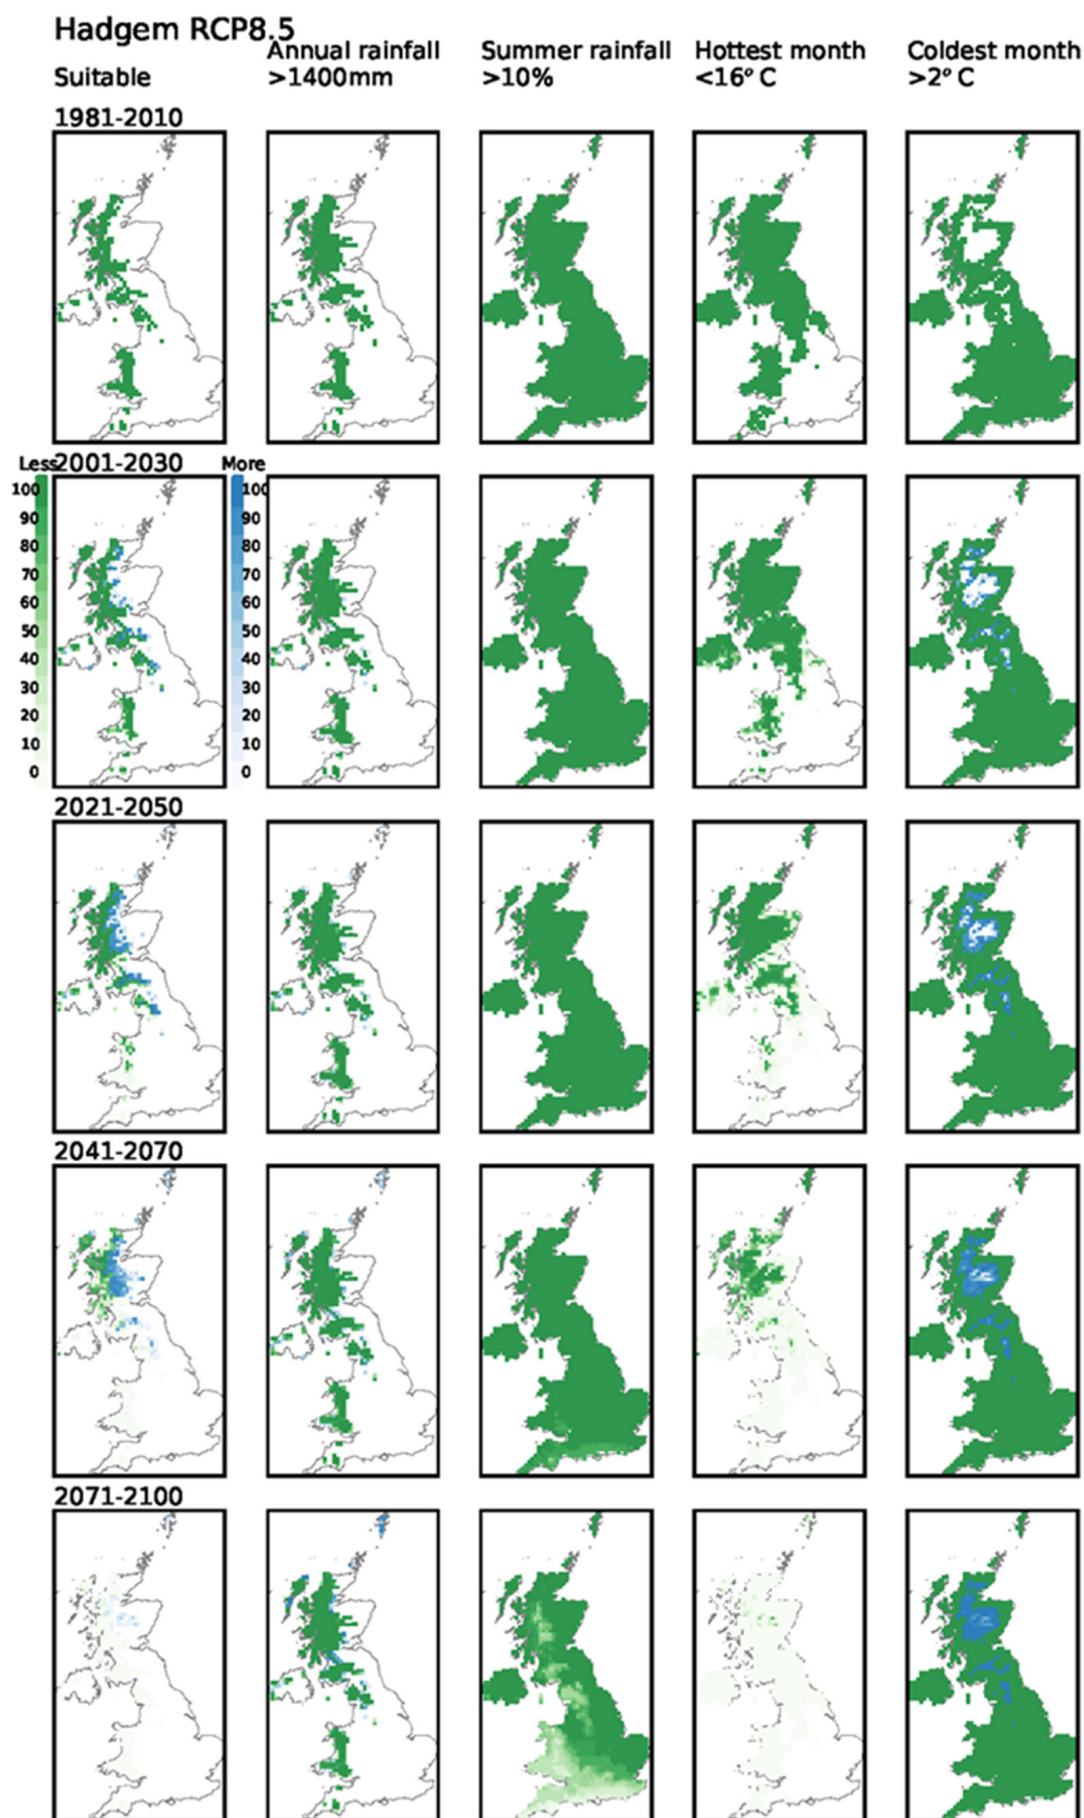 Hadgem RCP8.5
Suitable
Annual rainfall
>1400mm
Summer rainfall
>10%
Hottest month
<16° C
Coldest month
>2° C
1981-2010
Less 2001-2030 More
100 100
90 90
80 80
70 70
60 60
50 50
40 40
30 30
20 20
10 10
0 0
2021-2050
2041-2070
2071-2100